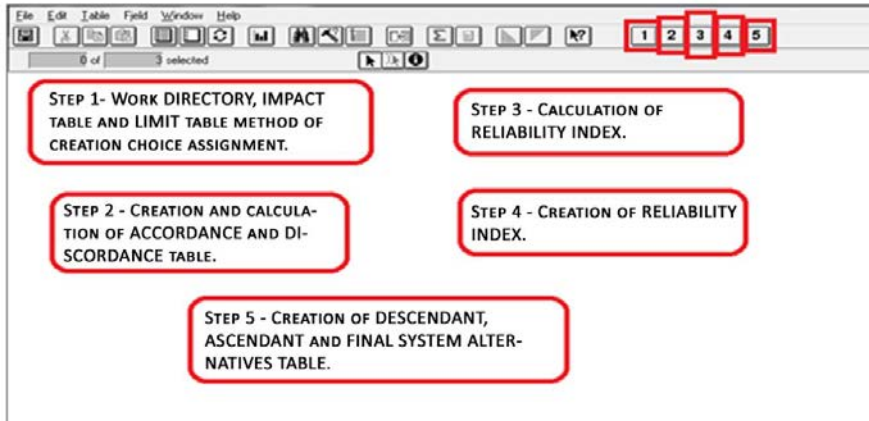 File Edit Table Field Window Help
1 2 3 4 5
0 of 3 selected
STEP 1- WORK DIRECTORY, IMPACT
TABLE AND LIMIT TABLE METHOD OF
CREATION CHOICE ASSIGNMENT.
STEP 3 - CALCULATION OF
RELIABILITY INDEX.
STEP 2 - CREATION AND CALCULA-
TION OF ACCORDANCE AND DI-
SCORDANCE TABLE.
STEP 4 - CREATION OF RELIABILITY
INDEX.
STEP 5 - CREATION OF DESCENDANT,
ASCENDANT AND FINAL SYSTEM ALTER-
NATIVES TABLE.